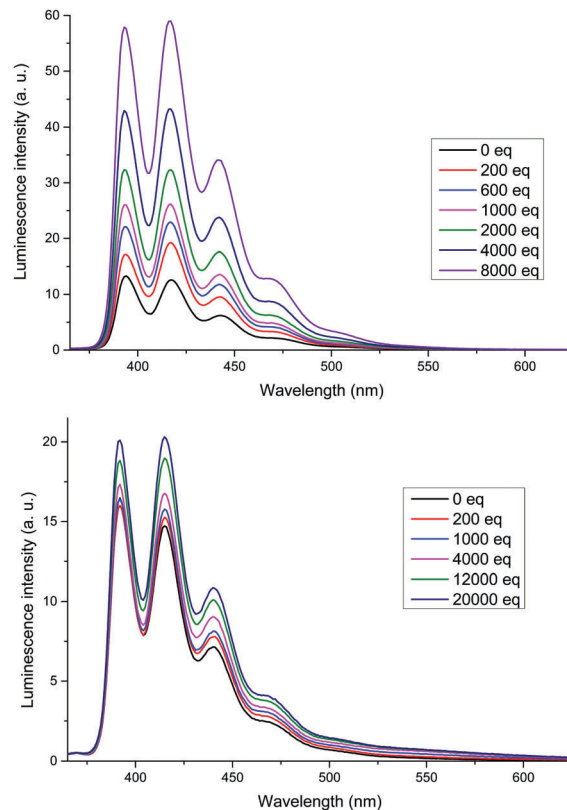 60
50
40
30
20
10
0
Luminescence intensity (a. u.)
0 eq
200 eq
600 eq
1000 eq
2000 eq
4000 eq
8000 eq
400 450 500 550 600
Wavelength (nm)
20
15
10
5
0
Luminescence intensity (a. u.)
0 eq
200 eq
1000 eq
4000 eq
12000 eq
20000 eq
400 450 500 550 600
Wavelength (nm)